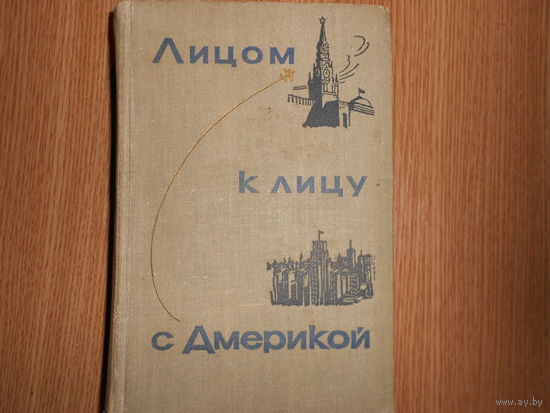 Лицом
к лицу
с Америкой
www.ay.by